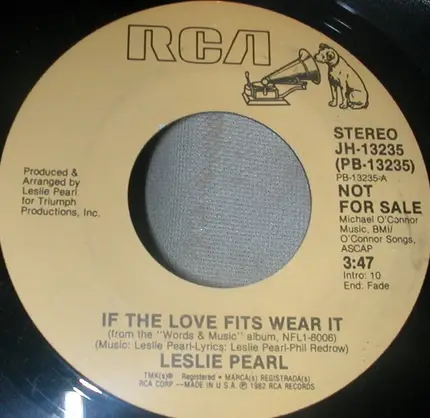 RCA
STEREO
JH-13235
(PB-13235)
PB-13235-A
NOT
FOR SALE
Michael O'Connor
Music, BMI/
O'Connor Songs,
ASCAP
3:47
Intro: 10
End. Fade
Produced &
Arranged by
Leslie Pearl
for Triumph
Productions, Inc.
IF THE LOVE FITS WEAR IT
(from the "Words & Music" album, NFL1-8006)
(Music: Leslie Pearl-Lyrics: Leslie Pearl-Phil Redrow)
LESLIE PEARL
TMK(s)® Registered • MARCA(s) REGISTRADA(s)
RCA CORP—MADE IN U.S.A. ℗ 1982 RCA RECORDS